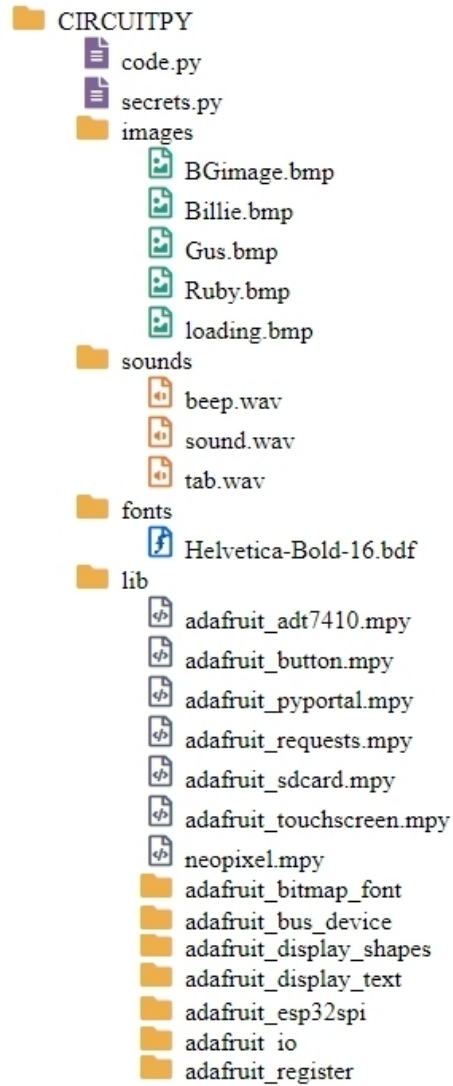 CIRCUITPY
code.py
secrets.py
images
BGimage.bmp
Billie.bmp
Gus.bmp
Ruby.bmp
loading.bmp
sounds
beep.wav
sound.wav
tab.wav
fonts
Helvetica-Bold-16.bdf
lib
adafruit_adt7410.mpy
adafruit_button.mpy
adafruit_pyportal.mpy
adafruit_requests.mpy
adafruit_sdcard.mpy
adafruit_touchscreen.mpy
neopixel.mpy
adafruit_bitmap_font
adafruit_bus_device
adafruit_display_shapes
adafruit_display_text
adafruit_esp32spi
adafruit_io
adafruit_register